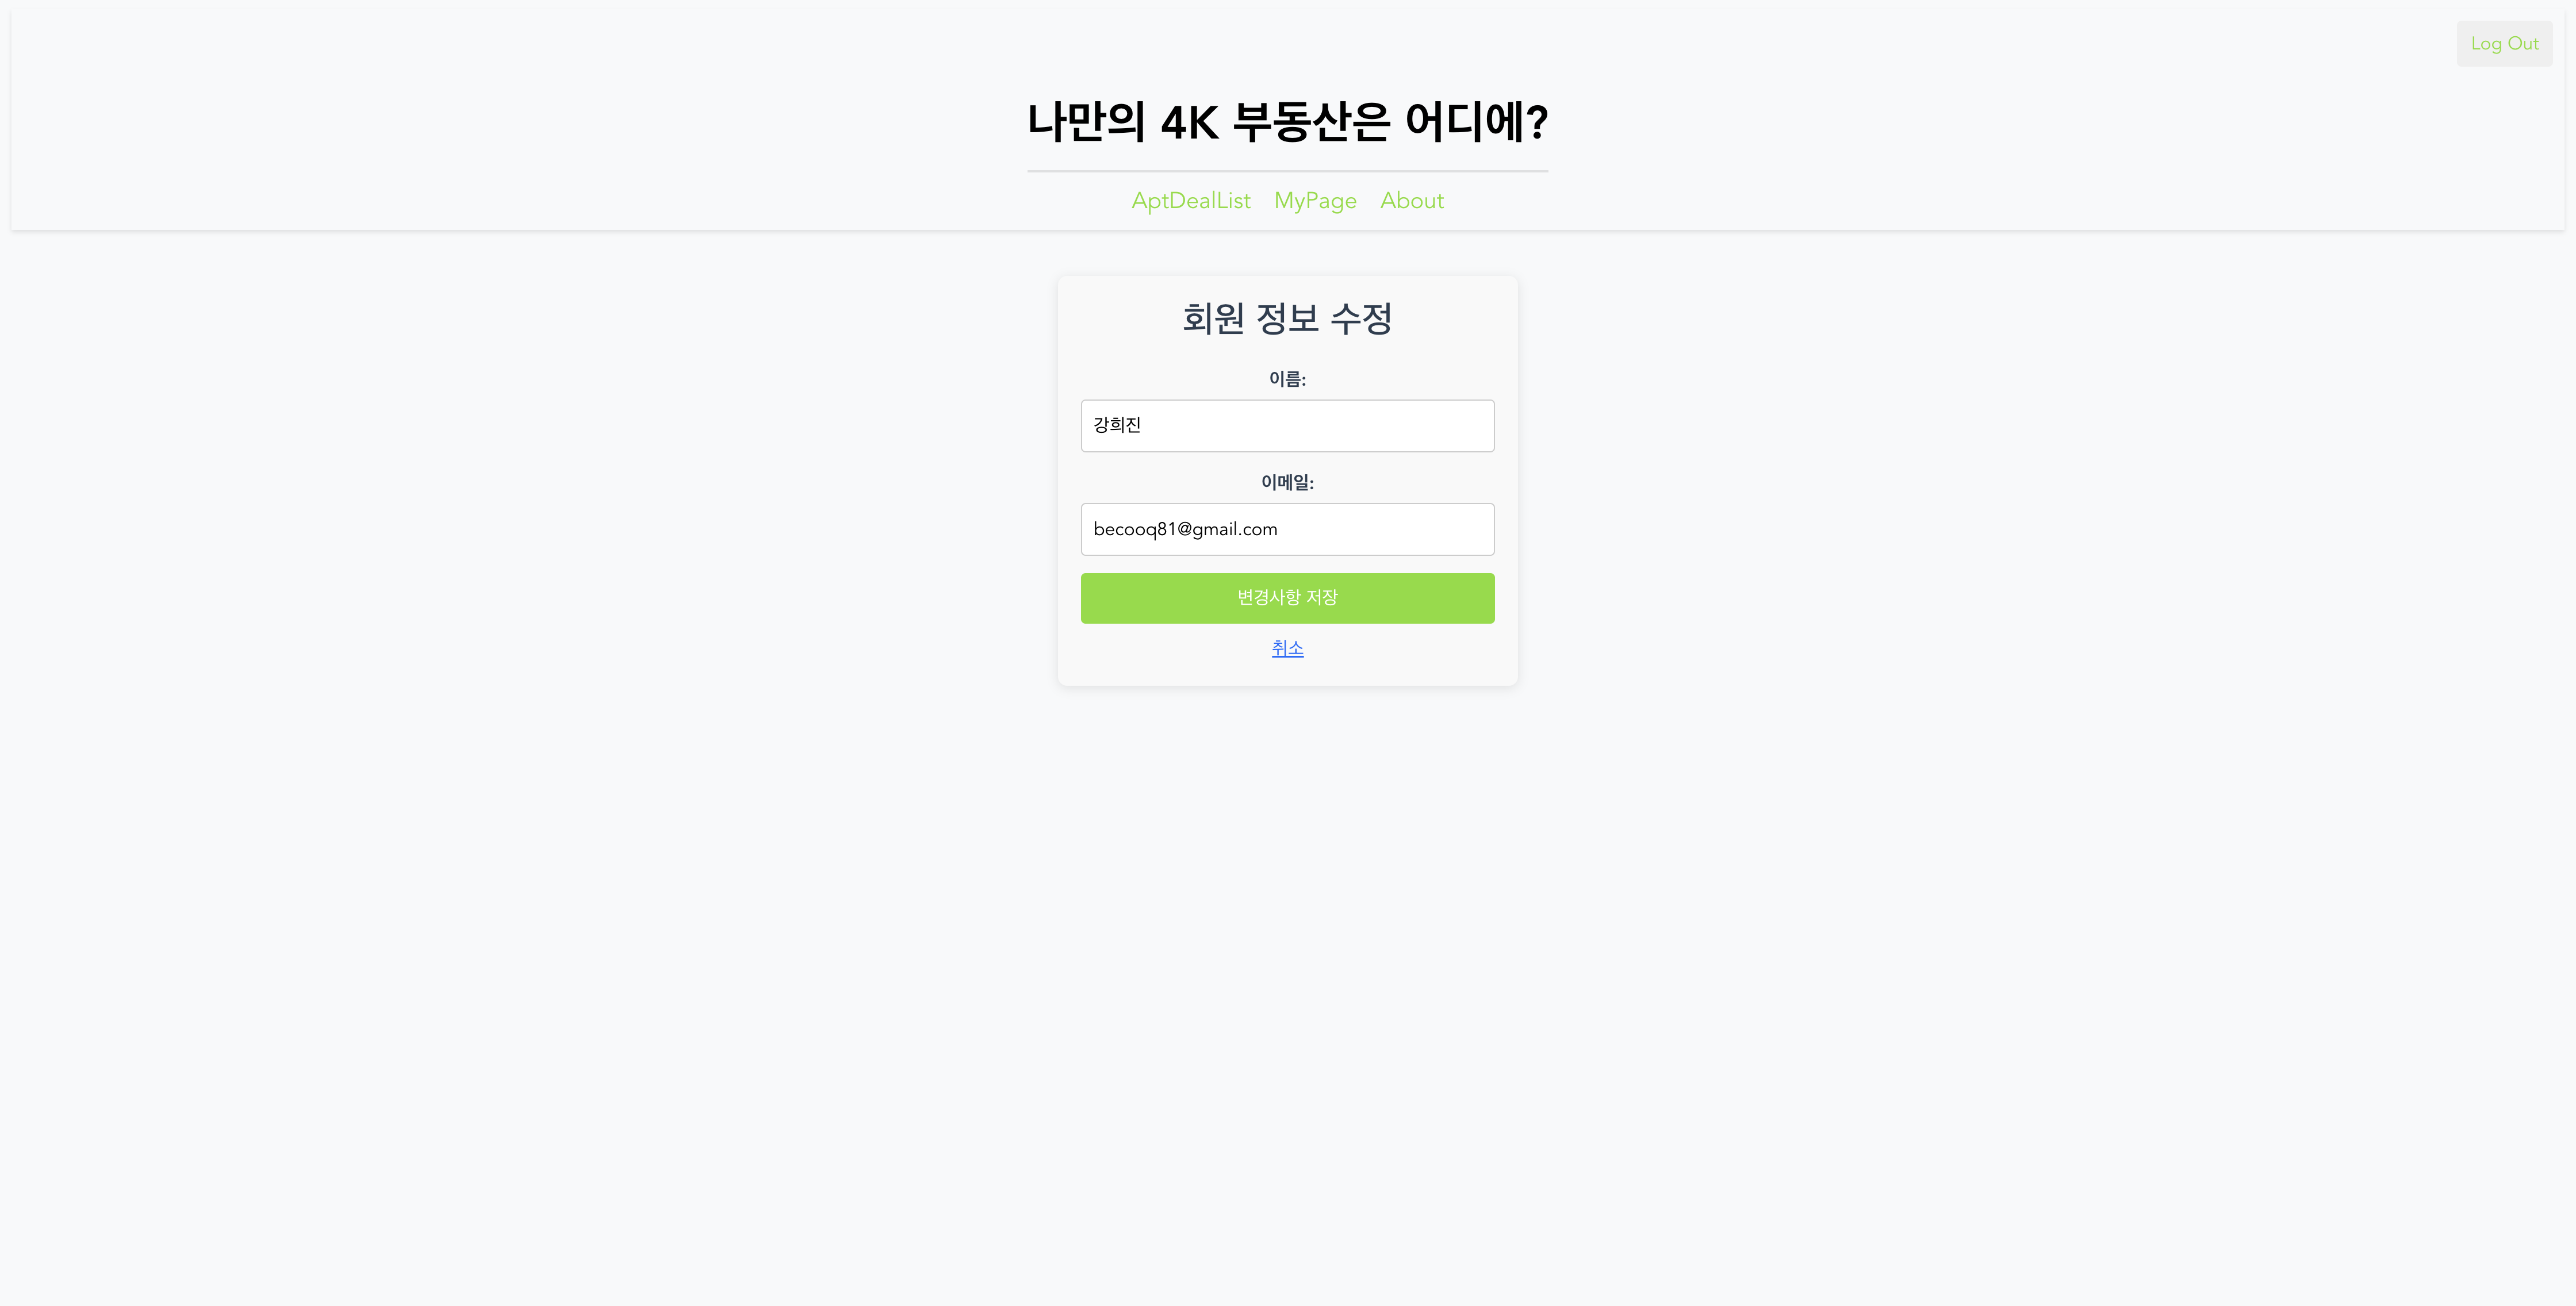 Log Out
나만의 4K 부동산은 어디에?
AptDealList MyPage About
회원 정보 수정
이름:
강희진
이메일:
becooq81@gmail.com
변경사항 저장
취소